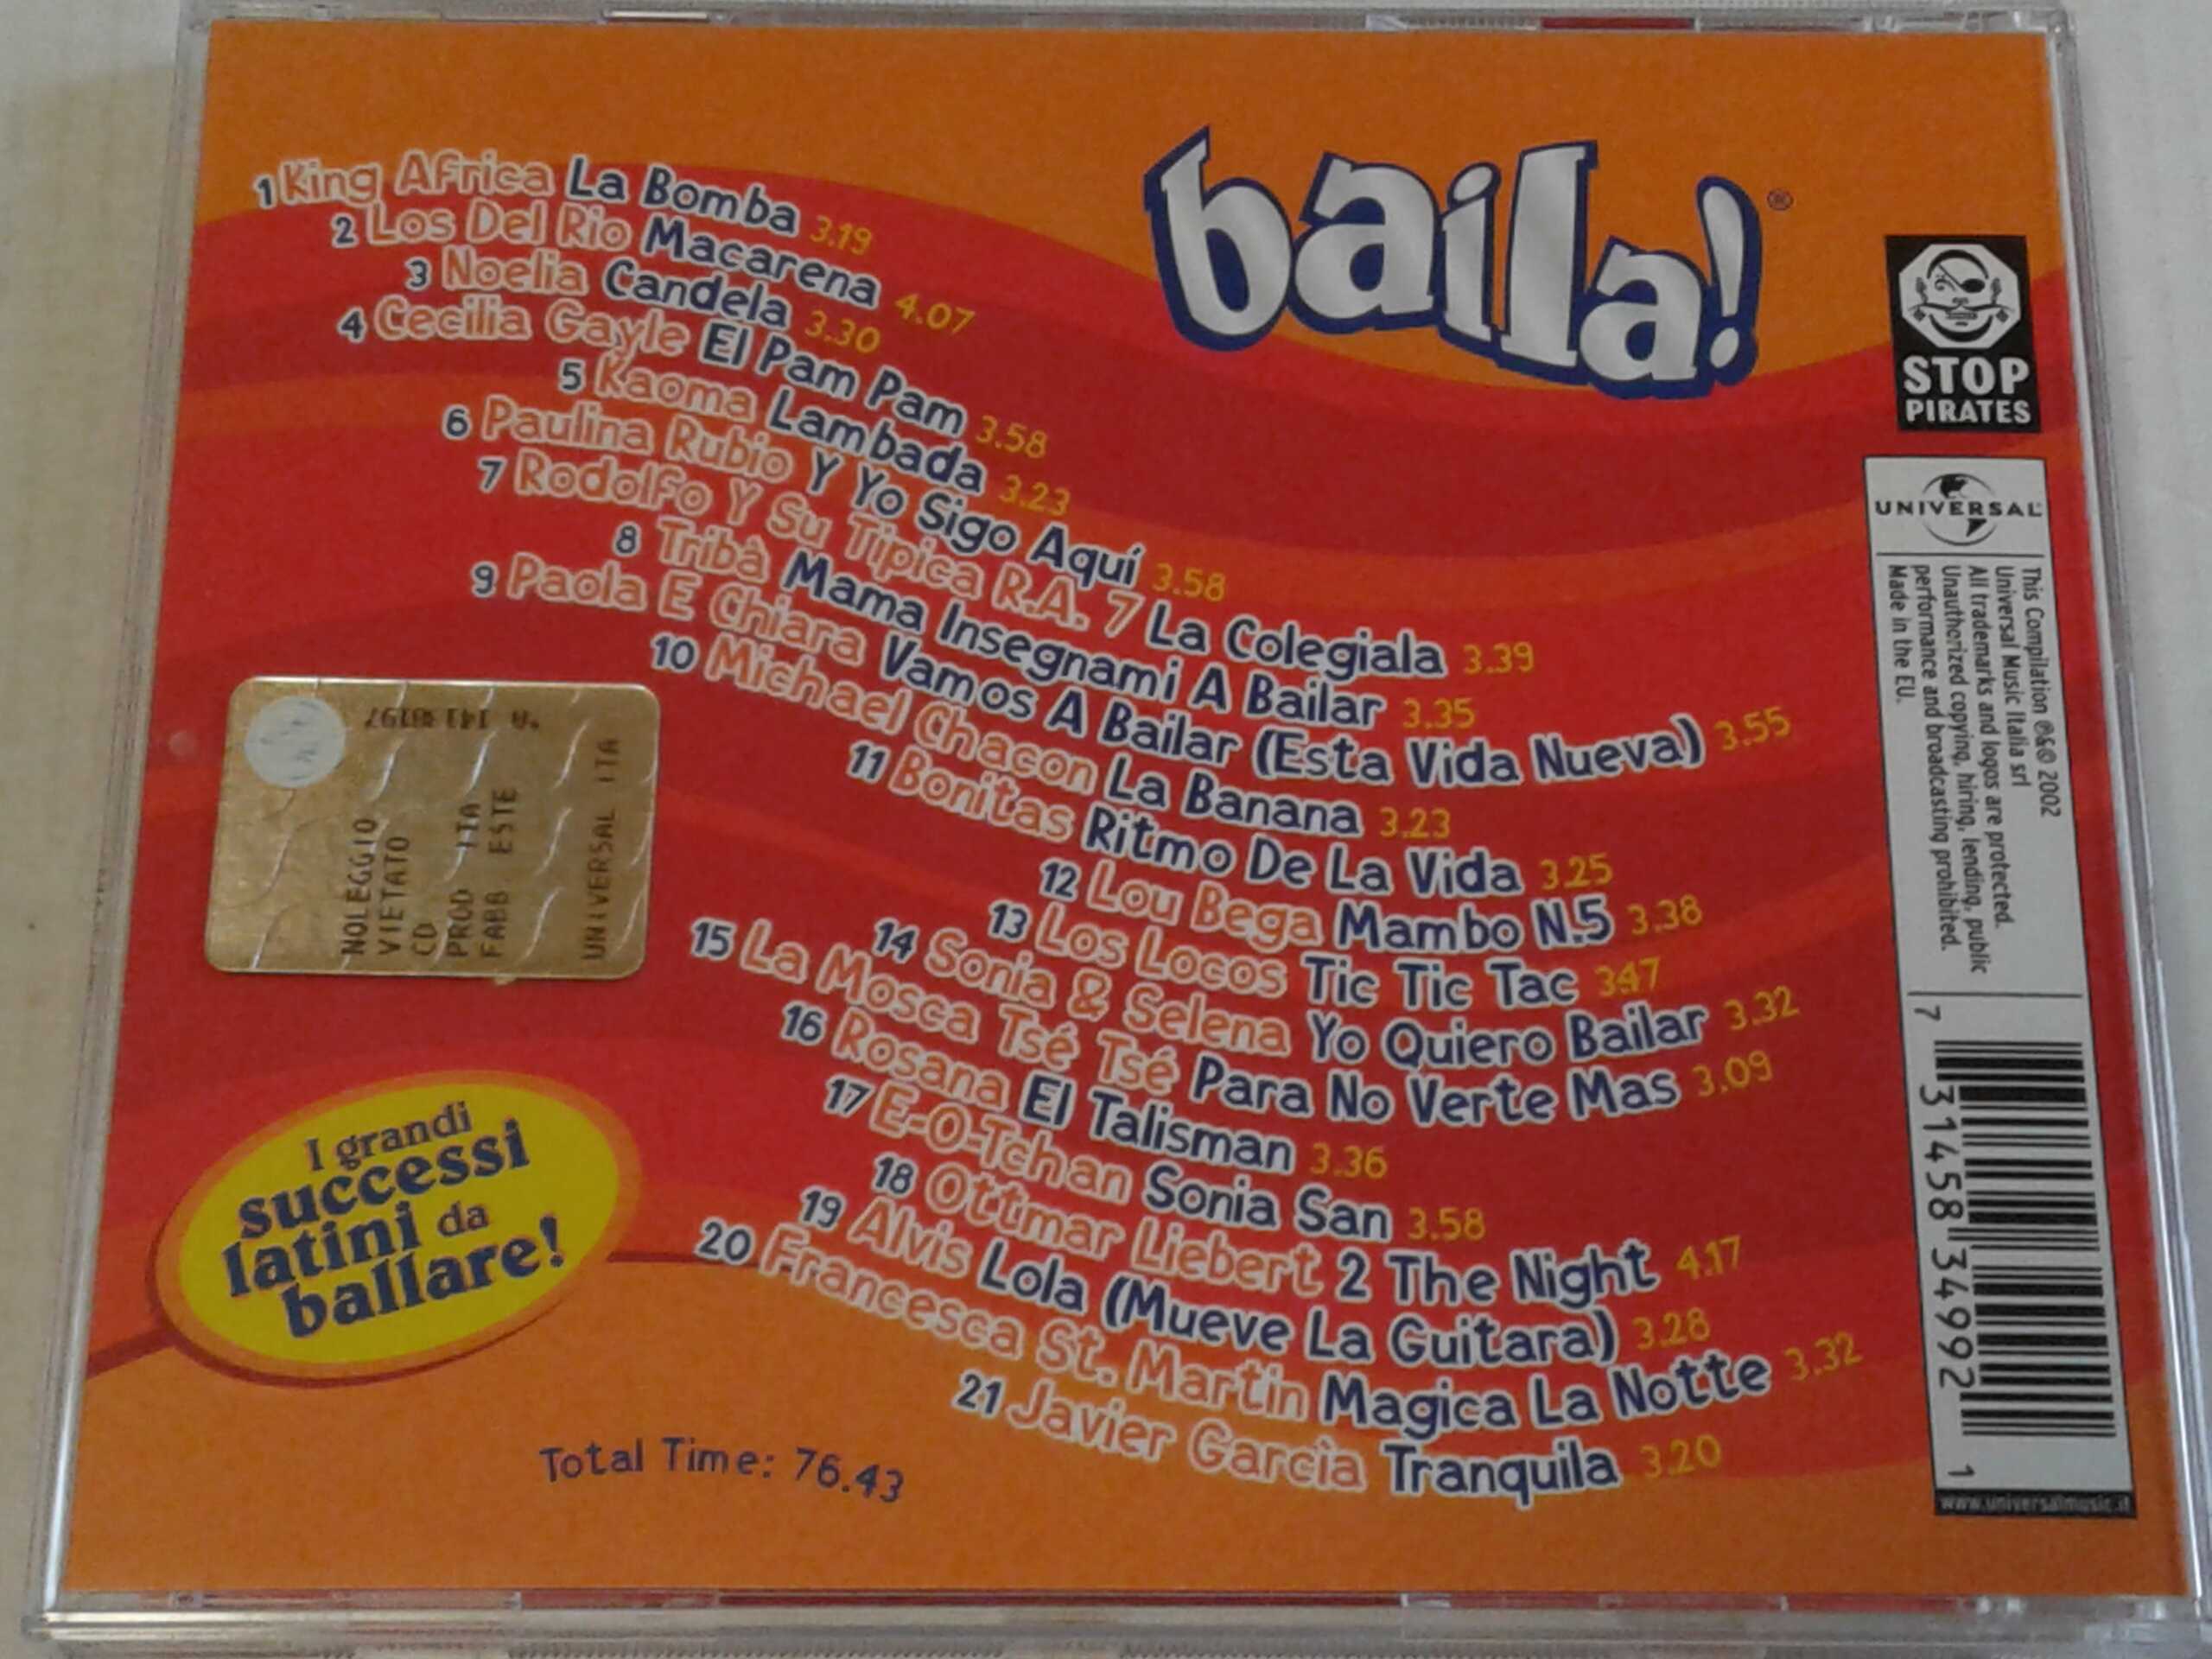 baila!®
1 King Africa La Bomba 3.19
2 Los Del Rio Macarena 4.07
3 Noelia Candela 3.30
4 Cecilia Gayle El Pam Pam 3.58
5 Kaoma Lambada 3.23
6 Paulina Rubio Y Yo Sigo Aquí 3.58
7 Rodolfo Y Su Tipica R.A. 7 La Colegiala 3.39
8 Tribà Mama Insegnami A Bailar 3.35
9 Paola E Chiara Vamos A Bailar (Esta Vida Nueva) 3.55
10 Michael Chacon La Banana 3.23
11 Bonitas Ritmo De La Vida 3.25
12 Lou Bega Mambo N.5 3.38
13 Los Locos Tic Tic Tac 3.47
14 Sonia & Selena Yo Quiero Bailar 3.32
15 La Mosca Tsé Tsé Para No Verte Mas 3.09
16 Rosana El Talisman 3.36
17 E-O-Tchan Sonia San 3.58
18 Ottmar Liebert 2 The Night 4.17
19 Alvis Lola (Mueve La Guitara) 3.28
20 Francesca St. Martin Magica La Notte 3.32
21 Javier Garcìa Tranquila 3.20
Total Time: 76.43
I grandi
successi
latini da
ballare!
NOLEGGIO
VIETATO
CD
PROD ITA
FABB ESTE
UNIVERSAL ITA
STOP
PIRATES
UNIVERSAL
This Compilation ℗&© 2002
Universal Music Italia srl
All trademarks and logos are protected.
Unauthorized copying, hiring, lending, public
performance and broadcasting prohibited.
Made in the EU.
7 31458 34992 1
www.universalmusic.it